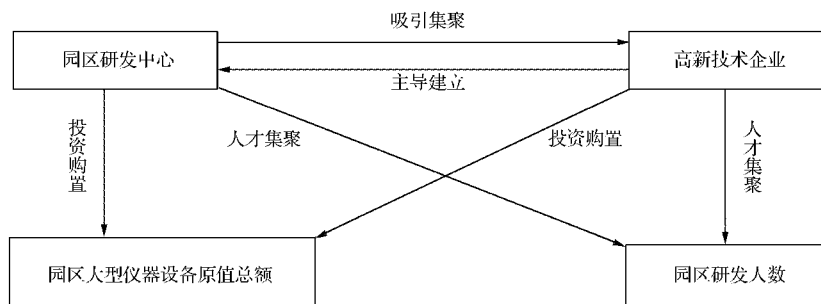 吸引集聚
园区研发中心
高新技术企业
主导建立
投资购置
人才集聚
投资购置
人才集聚
园区大型仪器设备原值总额
园区研发人数